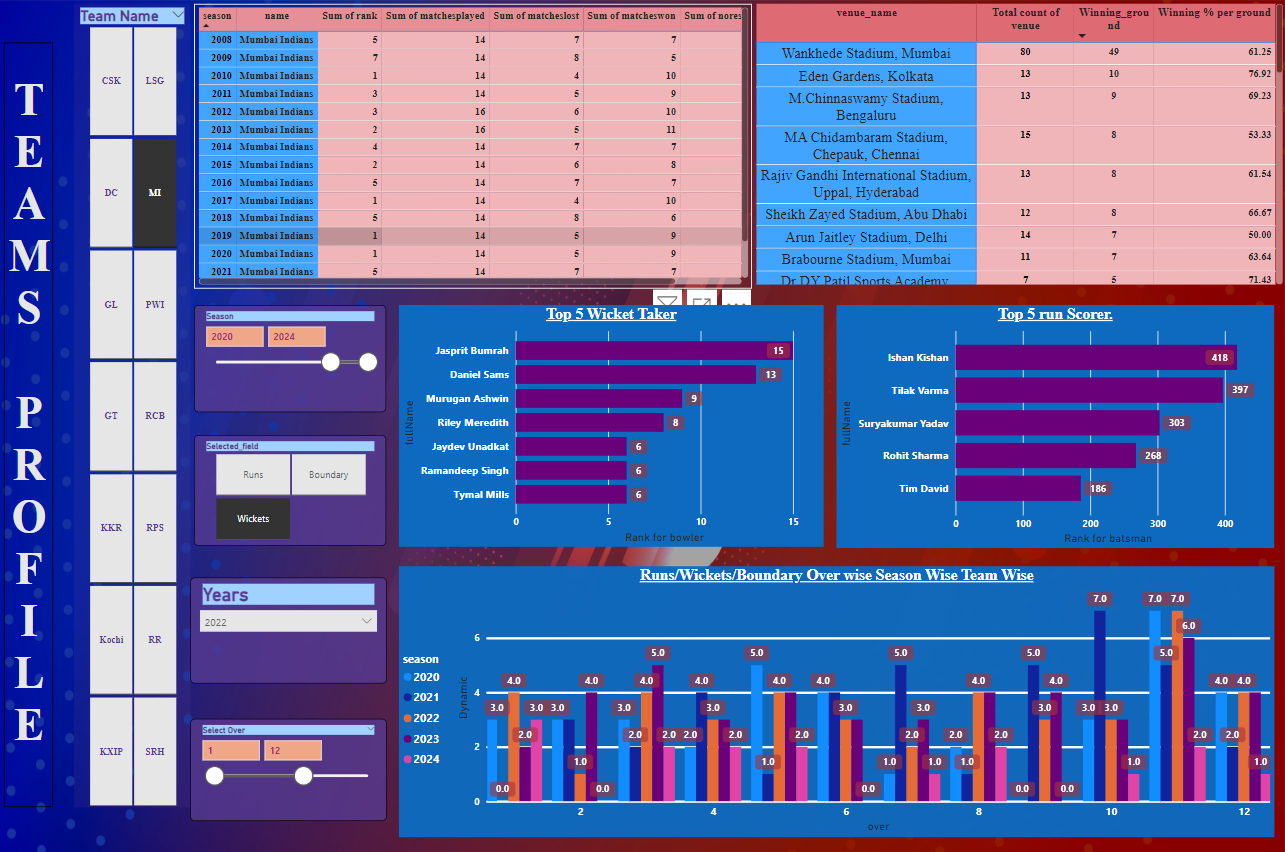 TEAMS PROFILE
Team Name
CSK LSG
DC MI
GL PWI
GT RCB
KKR RPS
Kochi RR
KXIP SRH
season name Sum of rank Sum of matchesplayed Sum of matcheslost Sum of matcheswon Sum of nores
2008 Mumbai Indians 5 14 7 7
2009 Mumbai Indians 7 14 8 5
2010 Mumbai Indians 1 14 4 10
2011 Mumbai Indians 3 14 5 9
2012 Mumbai Indians 3 16 6 10
2013 Mumbai Indians 2 16 5 11
2014 Mumbai Indians 4 14 7 7
2015 Mumbai Indians 2 14 6 8
2016 Mumbai Indians 5 14 7 7
2017 Mumbai Indians 1 14 4 10
2018 Mumbai Indians 5 14 8 6
2019 Mumbai Indians 1 14 5 9
2020 Mumbai Indians 1 14 5 9
2021 Mumbai Indians 5 14 7 7
venue_name Total count of venue Winning_ground Winning % per ground
Wankhede Stadium, Mumbai 80 49 61.25
Eden Gardens, Kolkata 13 10 76.92
M.Chinnaswamy Stadium, Bengaluru 13 9 69.23
MA Chidambaram Stadium, Chepauk, Chennai 15 8 53.33
Rajiv Gandhi International Stadium, Uppal, Hyderabad 13 8 61.54
Sheikh Zayed Stadium, Abu Dhabi 12 8 66.67
Arun Jaitley Stadium, Delhi 14 7 50.00
Brabourne Stadium, Mumbai 11 7 63.64
Dr DY Patil Sports Academy 7 5 71.43
Season
2020 2024
Selected_field
Runs Boundary
Wickets
Years
2022
Select Over
1 12
Top 5 Wicket Taker
fullName
Jasprit Bumrah 15
Daniel Sams 13
Murugan Ashwin 9
Riley Meredith 8
Jaydev Unadkat 6
Ramandeep Singh 6
Tymal Mills 6
0 5 10 15
Rank for bowler
Top 5 run Scorer.
fullName
Ishan Kishan 418
Tilak Varma 397
Suryakumar Yadav 303
Rohit Sharma 268
Tim David 186
0 100 200 300 400
Rank for batsman
Runs/Wickets/Boundary Over wise Season Wise Team Wise
season
2020
2021
2022
2023
2024
Dynamic
6
4
2
0
7.0 7.0 7.0
6.0
5.0 5.0 5.0 5.0 5.0
4.0 4.0 4.0 4.0 4.0 4.0 4.0 4.0
3.0 3.0 3.0 3.0 3.0 3.0 3.0 3.0 3.0 3.0
2.0 2.0 2.0 2.0 2.0 2.0 2.0 2.0 2.0 2.0
1.0 1.0 1.0 1.0 1.0 1.0 1.0
0.0 0.0 0.0 0.0 0.0
2 4 6 8 10 12
over